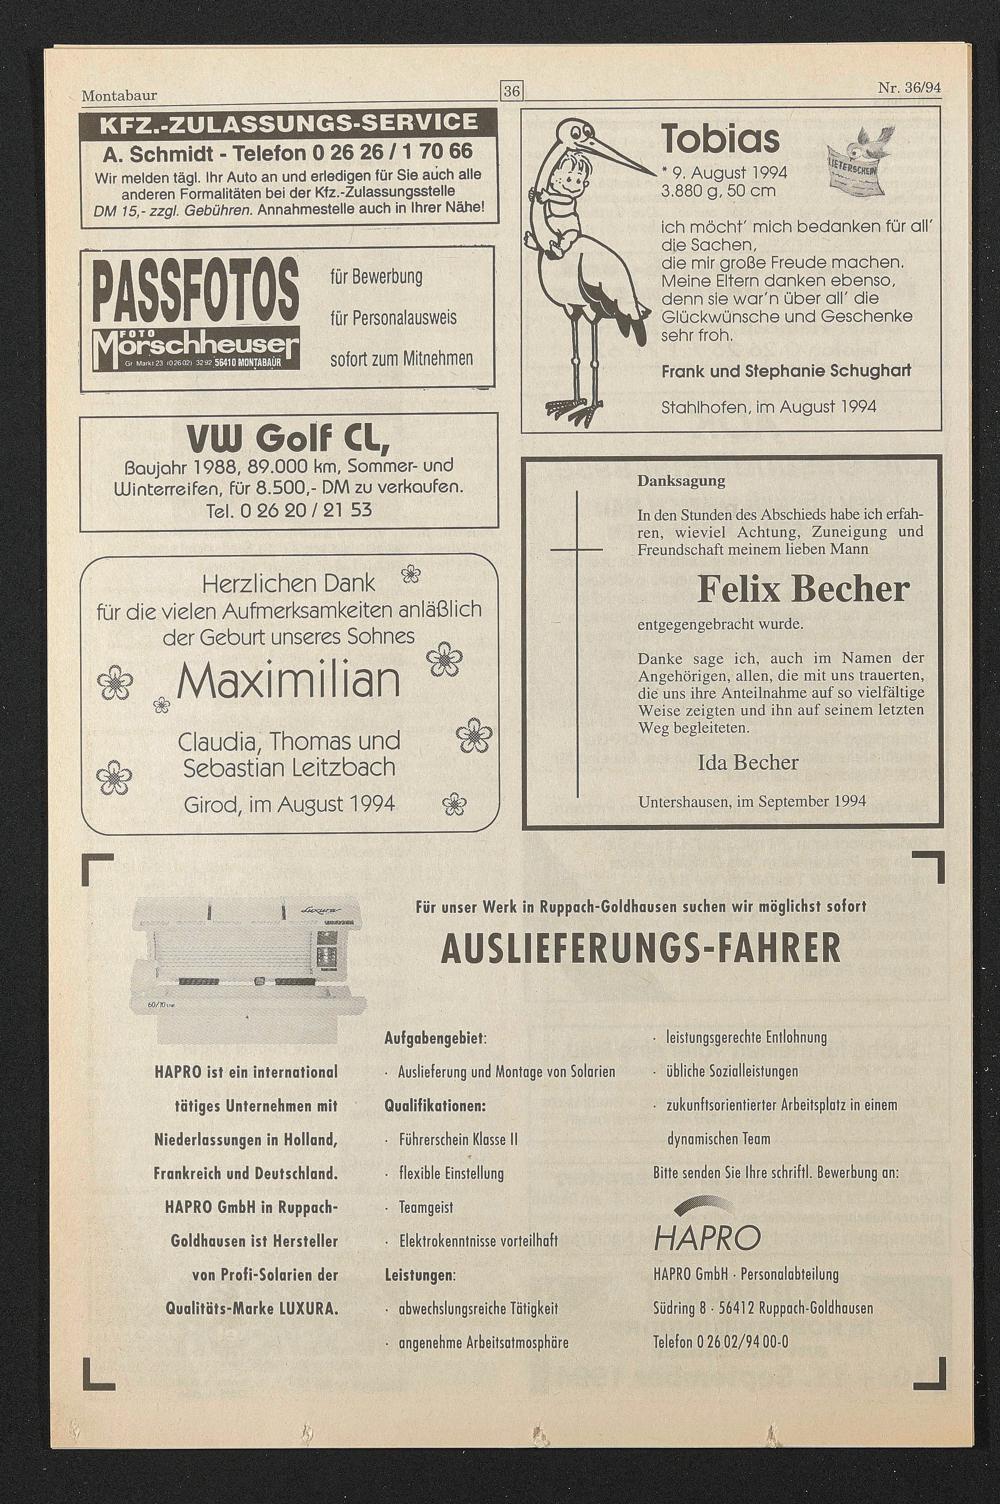 Montabaur
36
Nr. 36/94
KFZ.-ZULASSUNGS-SERVICE
A. Schmidt - Telefon 0 26 26 / 1 70 66
Wir melden tägl. Ihr Auto an und erledigen für Sie auch alle
anderen Formalitäten bei der Kfz.-Zulassungsstelle
DM 15,- zzgl. Gebühren. Annahmestelle auch in Ihrer Nähe!
PASSFOTOS
FOTO
Morschheuser
Gr. Markt 23 (02602) 32 92 56410 MONTABAUR
für Bewerbung
für Personalausweis
sofort zum Mitnehmen
VW Golf CL,
Baujahr 1988, 89.000 km, Sommer- und
Winterreifen, für 8.500,- DM zu verkaufen.
Tel. 0 26 20 / 21 53
Herzlichen Dank
für die vielen Aufmerksamkeiten anläßlich
der Geburt unseres Sohnes
Maximilian
Claudia, Thomas und
Sebastian Leitzbach
Girod, im August 1994
Tobias
* 9. August 1994
3.880 g, 50 cm
LIETERSCHEIN
ich möcht' mich bedanken für all'
die Sachen,
die mir große Freude machen.
Meine Eltern danken ebenso,
denn sie war'n über all' die
Glückwünsche und Geschenke
sehr froh.
Frank und Stephanie Schughart
Stahlhofen, im August 1994
Danksagung
In den Stunden des Abschieds habe ich erfah-
ren, wieviel Achtung, Zuneigung und
Freundschaft meinem lieben Mann
Felix Becher
entgegengebracht wurde.
Danke sage ich, auch im Namen der
Angehörigen, allen, die mit uns trauerten,
die uns ihre Anteilnahme auf so vielfältige
Weise zeigten und ihn auf seinem letzten
Weg begleiteten.
Ida Becher
Untershausen, im September 1994
Luxura
60/70
Für unser Werk in Ruppach-Goldhausen suchen wir möglichst sofort
AUSLIEFERUNGS-FAHRER
HAPRO ist ein international
tätiges Unternehmen mit
Niederlassungen in Holland,
Frankreich und Deutschland.
HAPRO GmbH in Ruppach-
Goldhausen ist Hersteller
von Profi-Solarien der
Qualitäts-Marke LUXURA.
Aufgabengebiet:
· Auslieferung und Montage von Solarien
Qualifikationen:
· Führerschein Klasse II
· flexible Einstellung
· Teamgeist
· Elektrokenntnisse vorteilhaft
Leistungen:
· abwechslungsreiche Tätigkeit
· angenehme Arbeitsatmosphäre
· leistungsgerechte Entlohnung
· übliche Sozialleistungen
· zukunftsorientierter Arbeitsplatz in einem
dynamischen Team
Bitte senden Sie Ihre schriftl. Bewerbung an:
HAPRO
HAPRO GmbH · Personalabteilung
Südring 8 · 56412 Ruppach-Goldhausen
Telefon 0 26 02/94 00-0